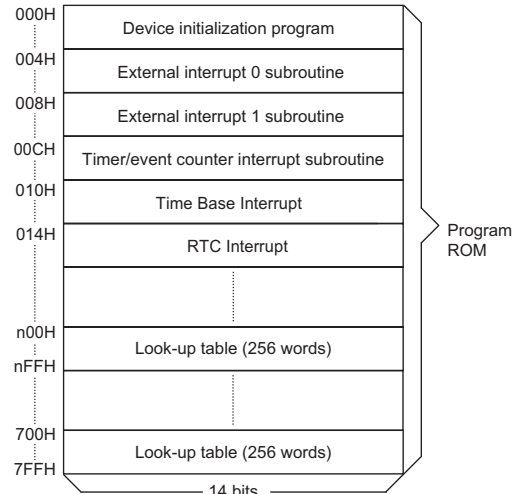 000H
Device initialization program
004H
External interrupt 0 subroutine
008H
External interrupt 1 subroutine
00CH
Timer/event counter interrupt subroutine
010H
Time Base Interrupt
014H
RTC Interrupt
Program
ROM
n00H
Look-up table (256 words)
nFFH
700H
Look-up table (256 words)
7FFH
14 bits